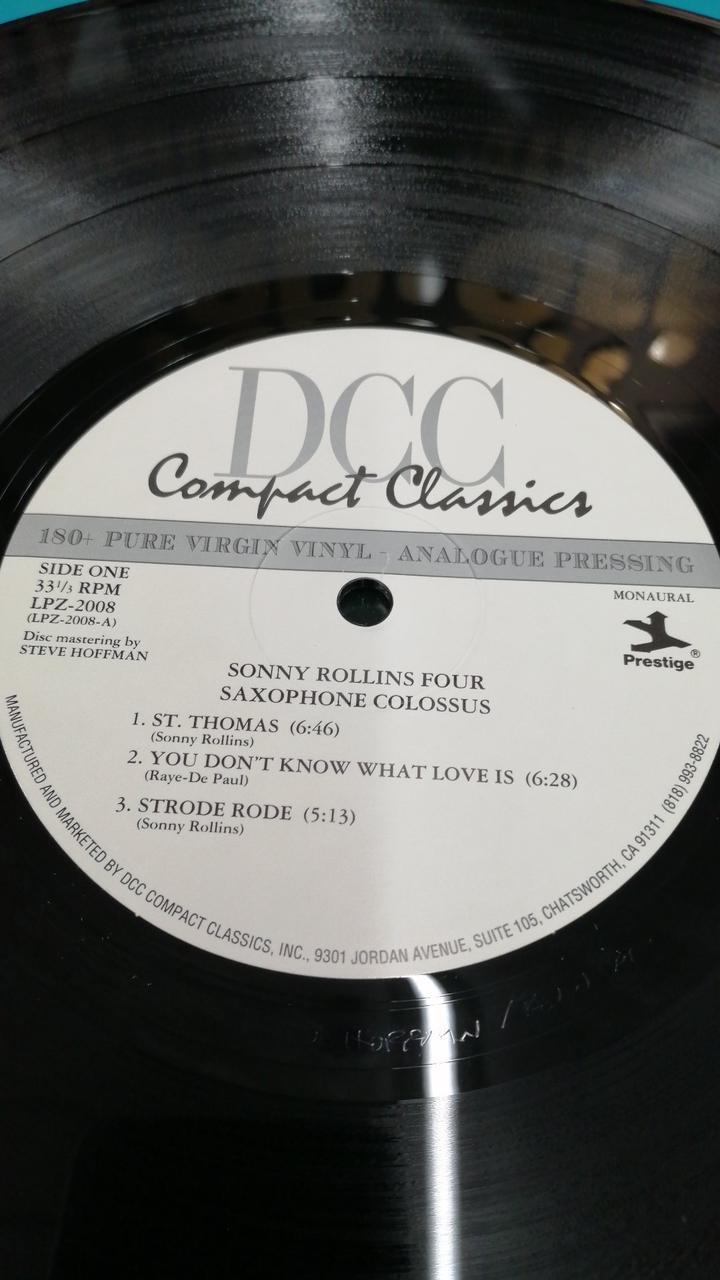 DCC
Compact Classics
180+ PURE VIRGIN VINYL - ANALOGUE PRESSING
SIDE ONE
33 1/3 RPM
LPZ-2008
(LPZ-2008-A)
Disc mastering by
STEVE HOFFMAN
MONAURAL
Prestige®
SONNY ROLLINS FOUR
SAXOPHONE COLOSSUS
1. ST. THOMAS (6:46)
(Sonny Rollins)
2. YOU DON'T KNOW WHAT LOVE IS (6:28)
(Raye-De Paul)
3. STRODE RODE (5:13)
(Sonny Rollins)
MANUFACTURED AND MARKETED BY DCC COMPACT CLASSICS, INC., 9301 JORDAN AVENUE, SUITE 105, CHATSWORTH, CA 91311 (818) 993-8822
HOFFMAN /